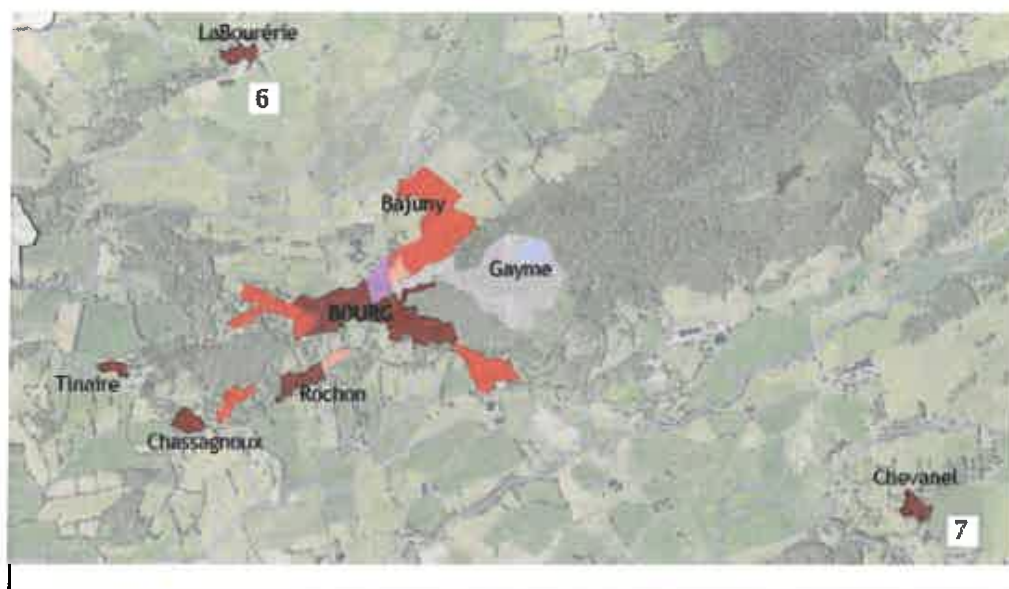 LaBourérie
6
Bajuny
Gayme
BOURG
Tinaire
Rochon
Chassagnoux
Chevanel
7